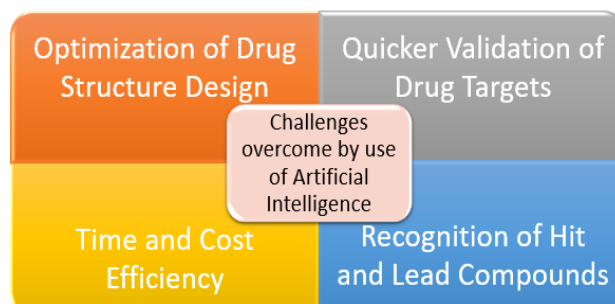 Optimization of Drug
Structure Design
Quicker Validation of
Drug Targets
Challenges
overcome by use
of Artificial
Intelligence
Time and Cost
Efficiency
Recognition of Hit
and Lead Compounds